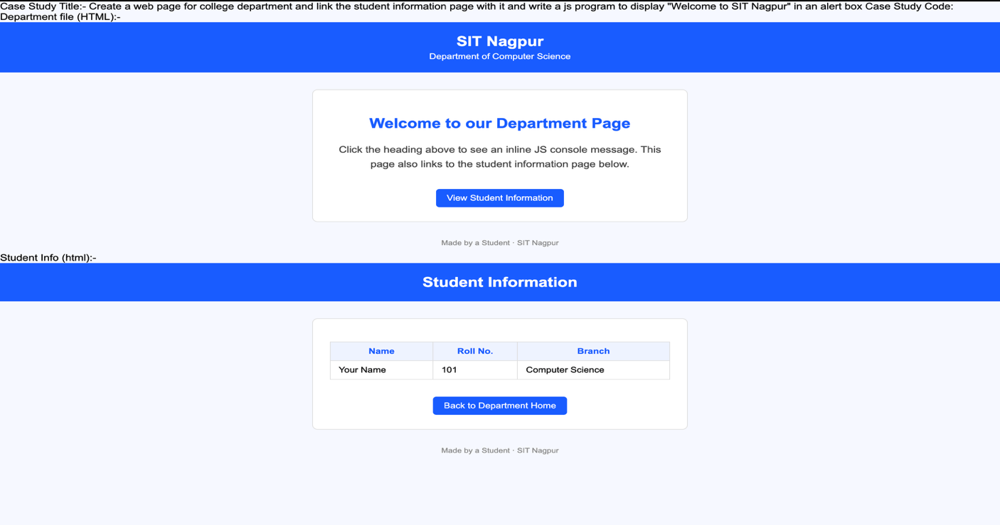 Case Study Title:- Create a web page for college department and link the student information page with it and write a js program to display "Welcome to SIT Nagpur" in an alert box Case Study Code:
Department file (HTML):-
SIT Nagpur
Department of Computer Science
Welcome to our Department Page
Click the heading above to see an inline JS console message. This
page also links to the student information page below.
View Student Information
Made by a Student · SIT Nagpur
Student Info (html):-
Student Information
Name Roll No. Branch
Your Name 101 Computer Science
Back to Department Home
Made by a Student · SIT Nagpur